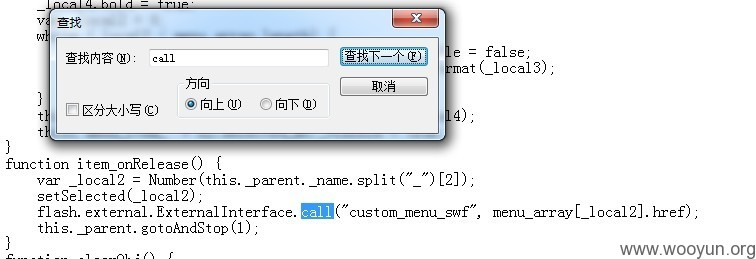 _local4.bold = true;
va
wh
le = false;
rmat(_local3);
}
th
l4);
th
}
查找
查找内容(N):
call
查找下一个(F)
取消
方向
区分大小写(C)
向上(U)
向下(D)
function item_onRelease() {
var _local2 = Number(this._parent._name.split("_")[2]);
setSelected(_local2);
flash.external.ExternalInterface.call("custom_menu_swf", menu_array[_local2].href);
this._parent.gotoAndStop(1);
}
www.wooyun.org